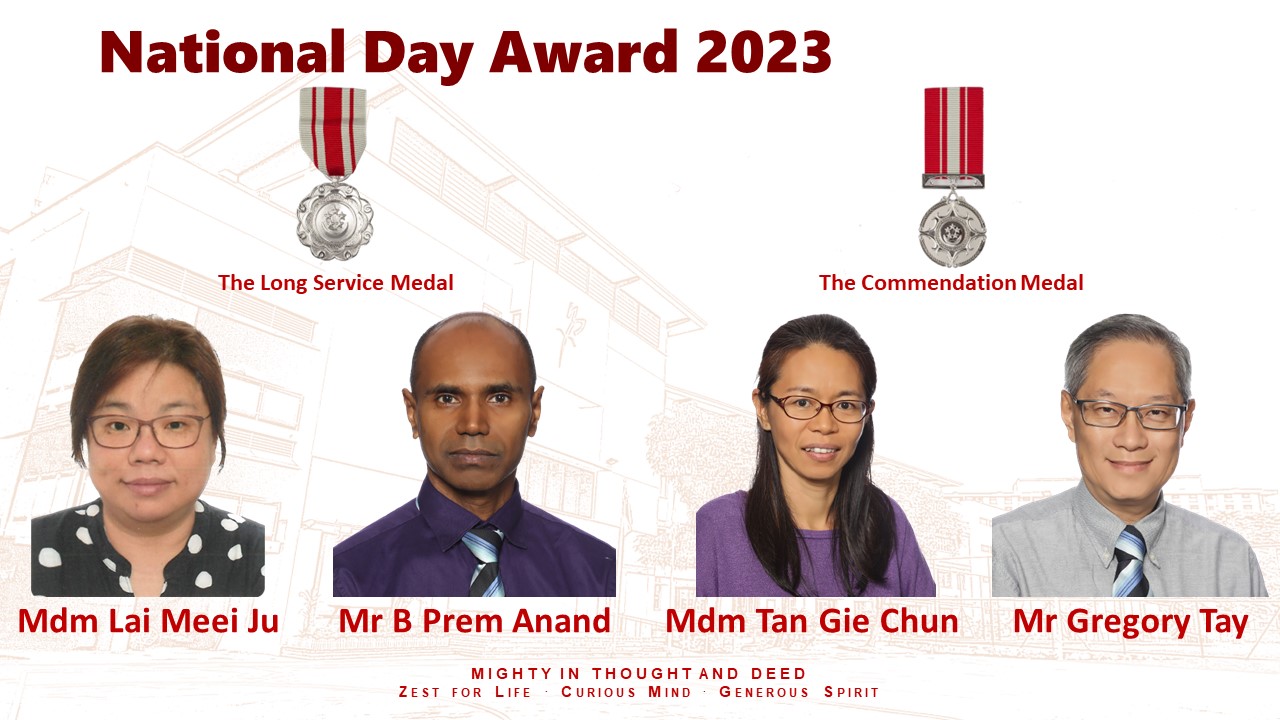 National Day Award 2023
The Long Service Medal
The Commendation Medal
Mdm Lai Meei Ju
Mr B Prem Anand
Mdm Tan Gie Chun
Mr Gregory Tay
MIGHTY IN THOUGHT AND DEED
ZEST FOR LIFE · CURIOUS MIND · GENEROUS SPIRIT